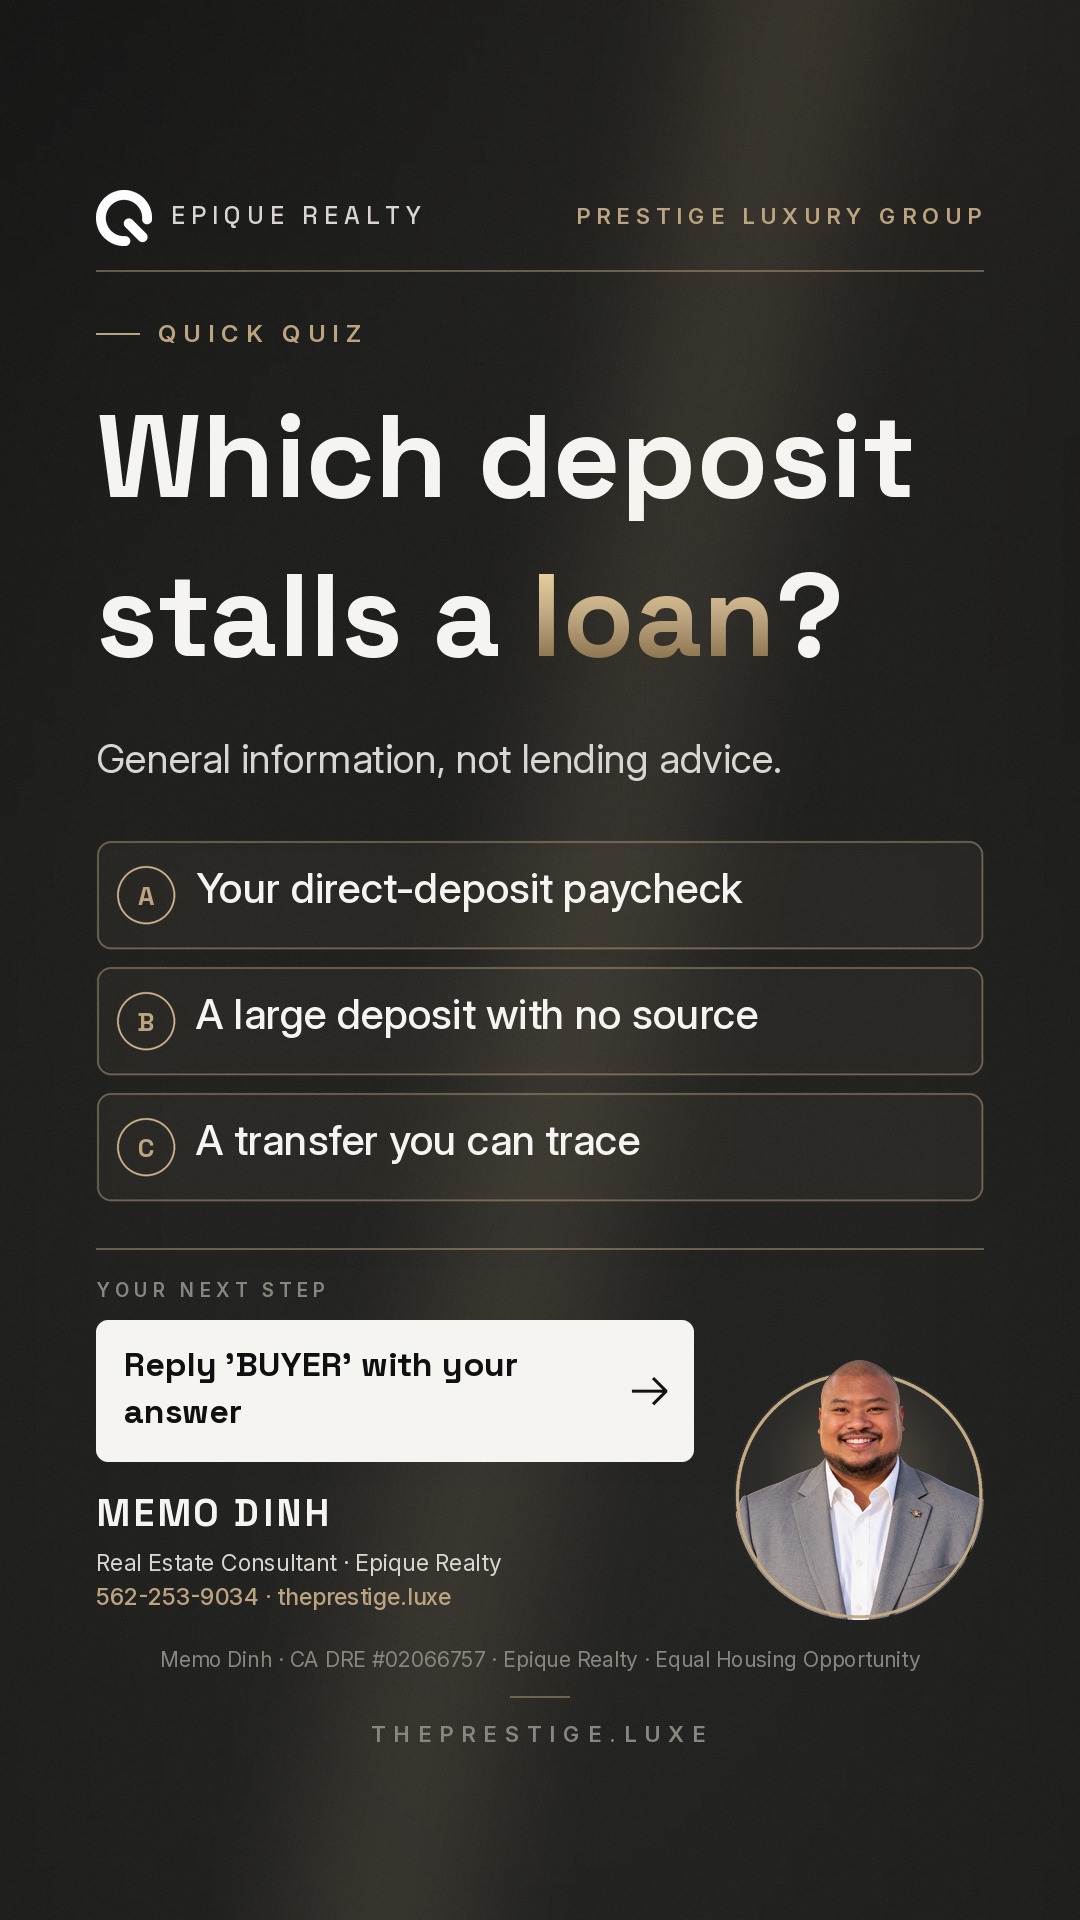 EPIQUE REALTY
PRESTIGE LUXURY GROUP
QUICK QUIZ
Which deposit
stalls a loan?
General information, not lending advice.
A Your direct-deposit paycheck
B A large deposit with no source
C A transfer you can trace
YOUR NEXT STEP
Reply ’BUYER’ with your
answer
MEMO DINH
Real Estate Consultant · Epique Realty
562-253-9034 · theprestige.luxe
Memo Dinh · CA DRE #02066757 · Epique Realty · Equal Housing Opportunity
THEPRESTIGE.LUXE